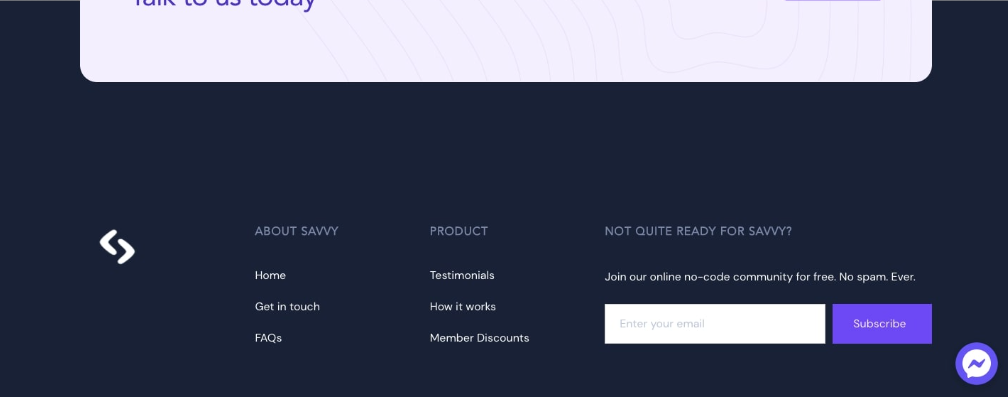 Talk to us today
ABOUT SAVVY
Home
Get in touch
FAQs
PRODUCT
Testimonials
How it works
Member Discounts
NOT QUITE READY FOR SAVVY?
Join our online no-code community for free. No spam. Ever.
Enter your email
Subscribe